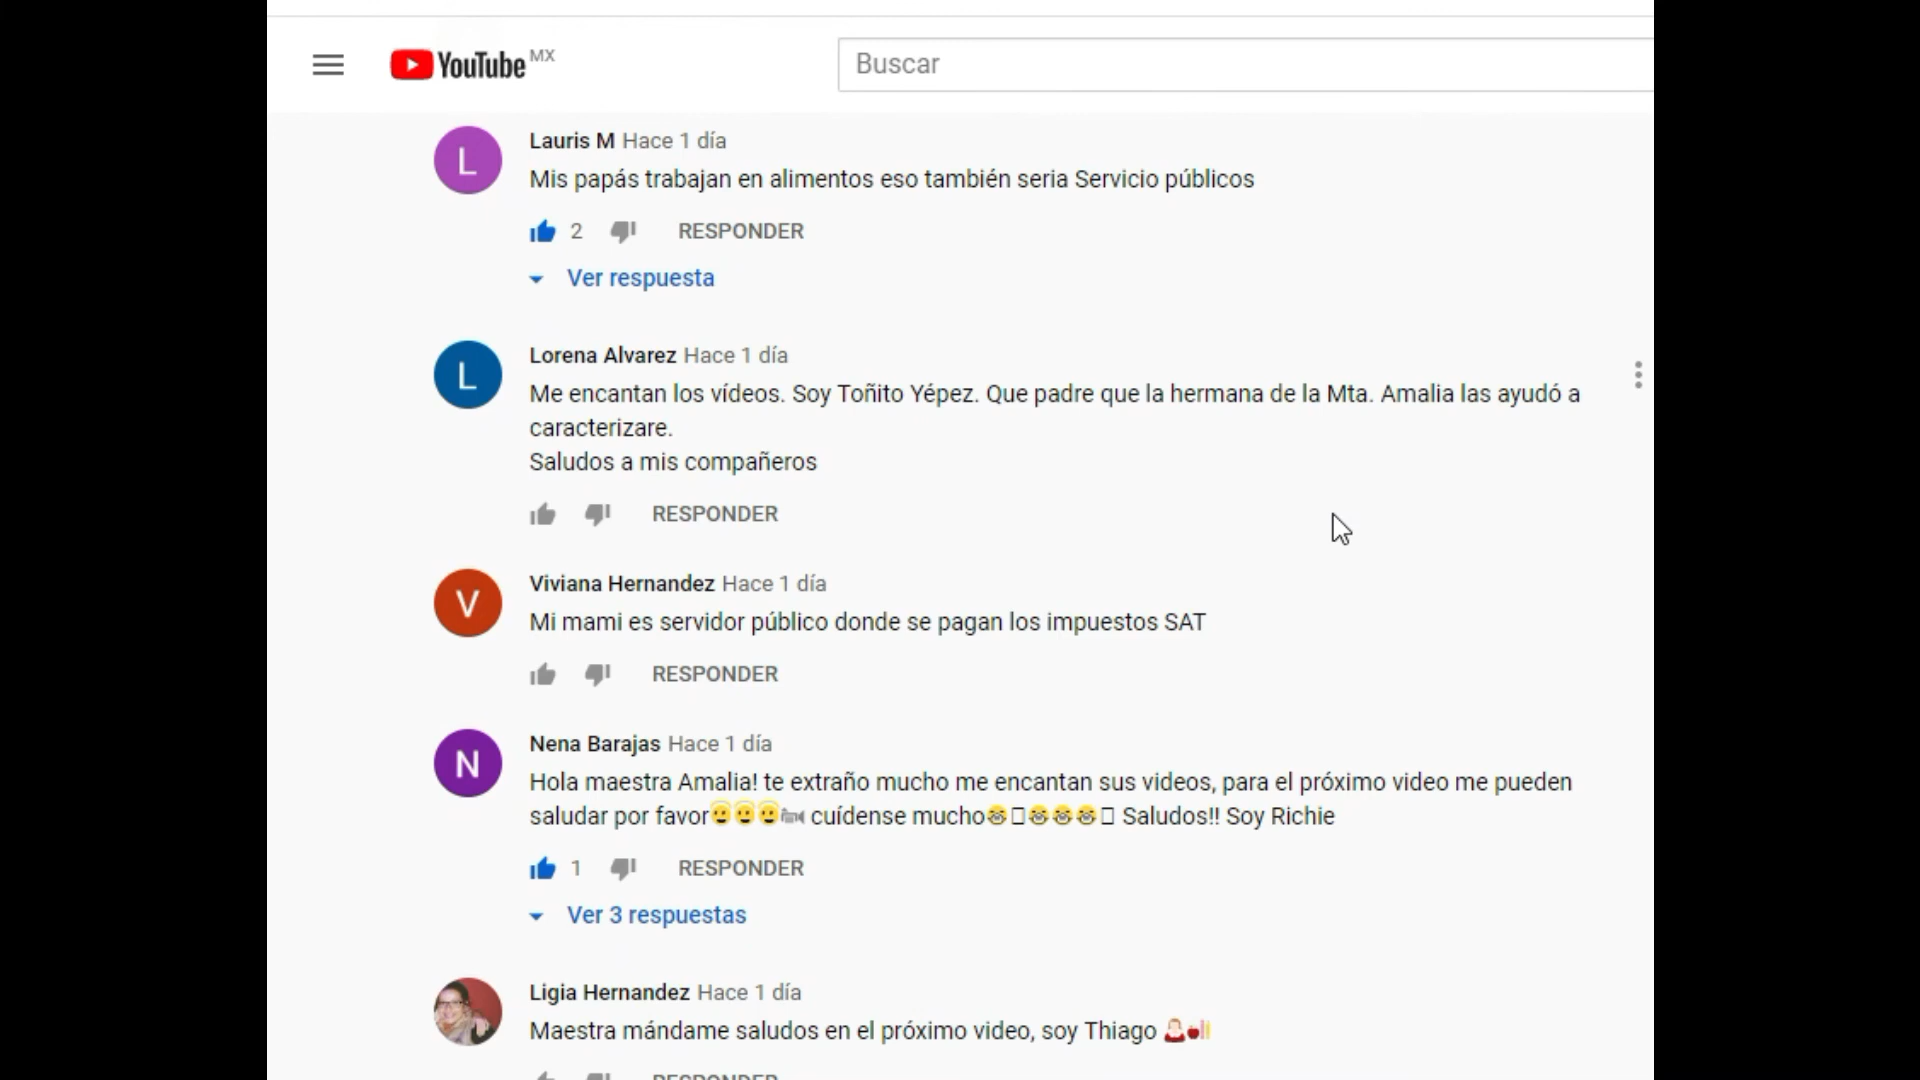 YouTube MX
Buscar
L
Lauris M Hace 1 día
Mis papás trabajan en alimentos eso también seria Servicio públicos
2 RESPONDER
Ver respuesta
L
Lorena Alvarez Hace 1 día
Me encantan los vídeos. Soy Toñito Yépez. Que padre que la hermana de la Mta. Amalia las ayudó a
caracterizare.
Saludos a mis compañeros
RESPONDER
V
Viviana Hernandez Hace 1 día
Mi mami es servidor público donde se pagan los impuestos SAT
RESPONDER
N
Nena Barajas Hace 1 día
Hola maestra Amalia! te extraño mucho me encantan sus videos, para el próximo video me pueden
saludar por favor cuídense mucho Saludos!! Soy Richie
1 RESPONDER
Ver 3 respuestas
Ligia Hernandez Hace 1 día
Maestra mándame saludos en el próximo video, soy Thiago
RESPONDER